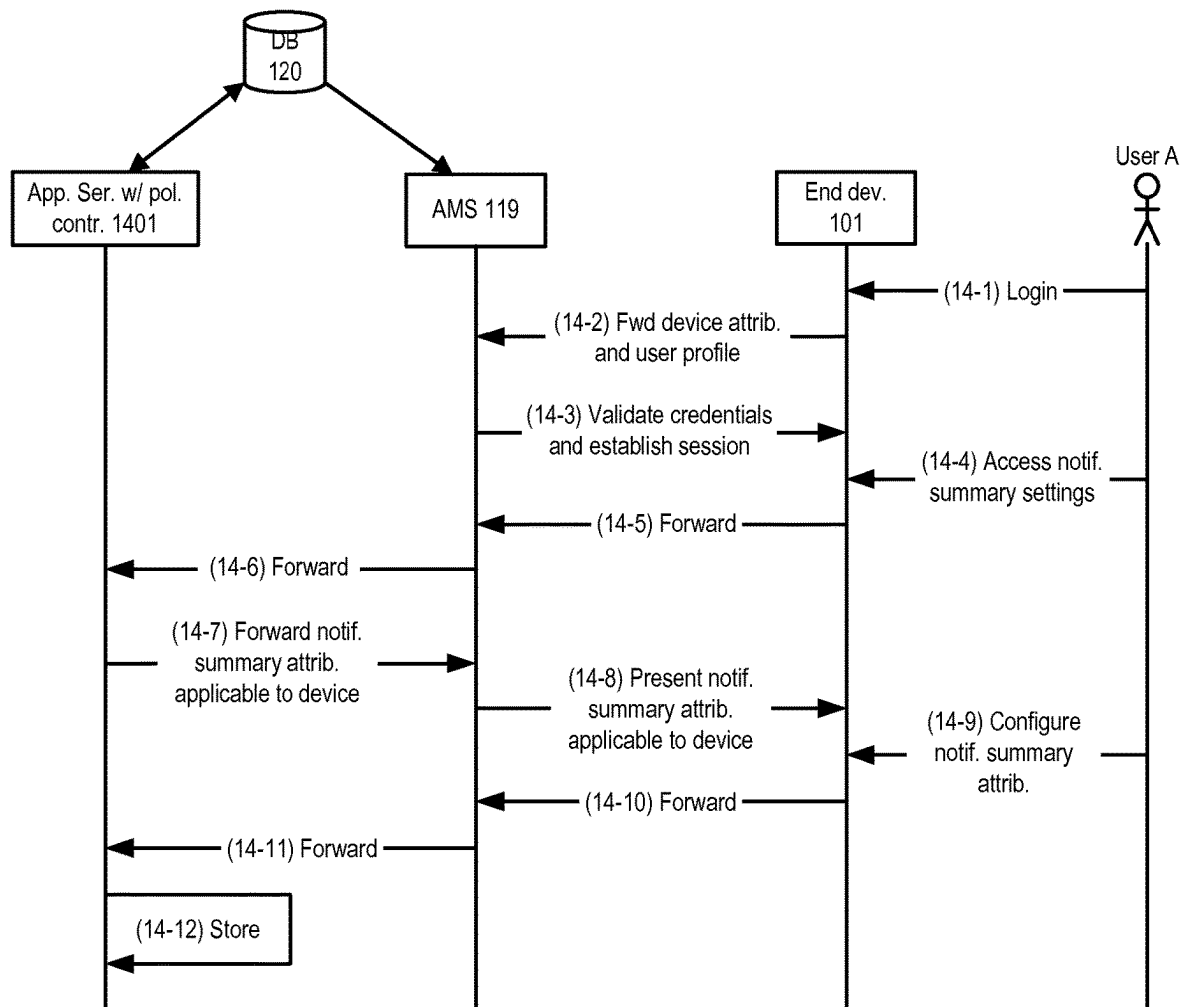 DB
120
User A
App. Ser. w/ pol.
contr. 1401
AMS 119
End dev.
101
(14-1) Login
(14-2) Fwd device attrib.
and user profile
(14-3) Validate credentials
and establish session
(14-4) Access notif.
summary settings
(14-5) Forward
(14-6) Forward
(14-7) Forward notif.
summary attrib.
applicable to device
(14-8) Present notif.
summary attrib.
applicable to device
(14-9) Configure
notif. summary
attrib.
(14-10) Forward
(14-11) Forward
(14-12) Store